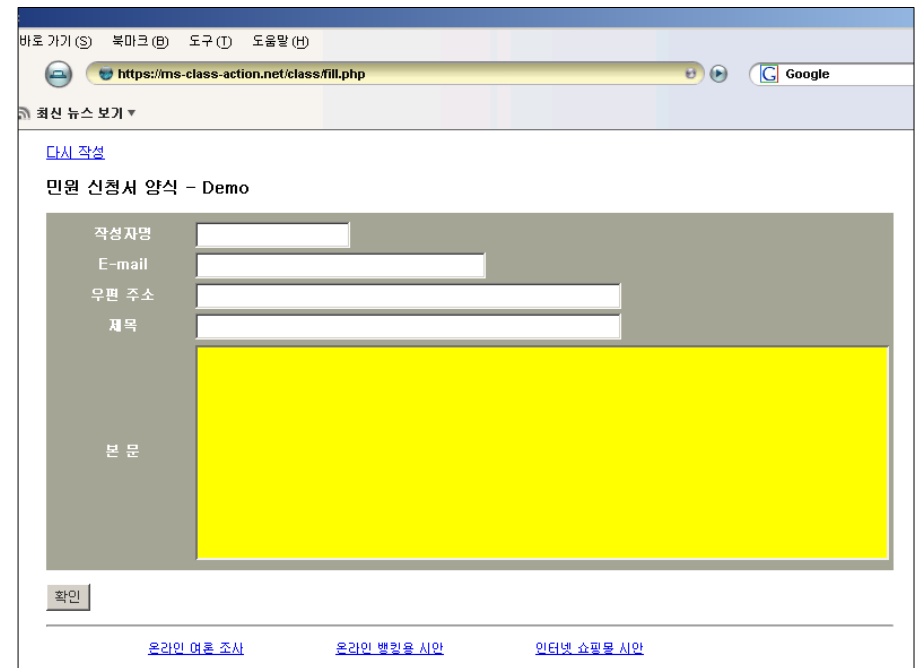 바로 가기(S) 북마크(B) 도구(T) 도움말(H)
https://ms-class-action.net/class/fill.php
G Google
최신 뉴스 보기
다시 작성
민원 신청서 양식 - Demo
작성자명
E-mail
우편 주소
제목
본 문
확인
온라인 여론 조사 온라인 뱅킹용 시안 인터넷 쇼핑몰 시안